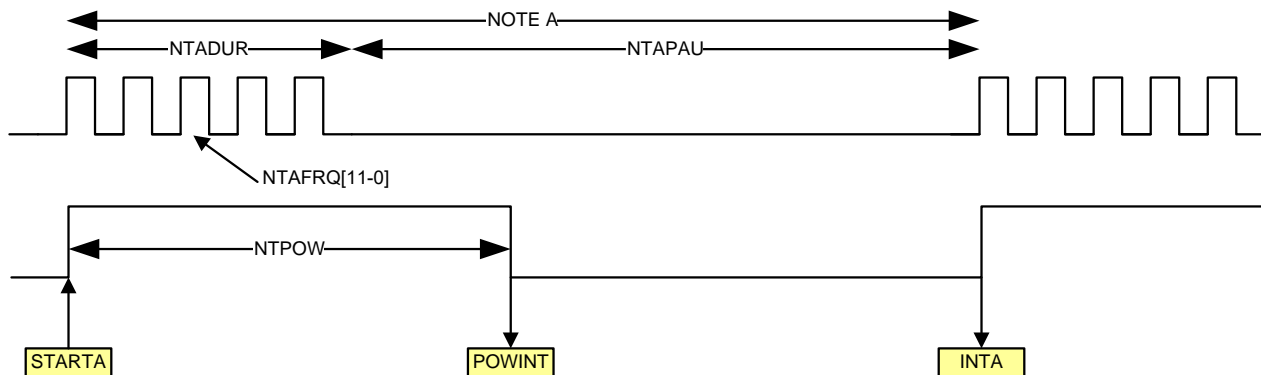 NOTE A
NTADUR
NTAPAU
NTAFRQ[11-0]
NTPOW
STARTA
POWINT
INTA